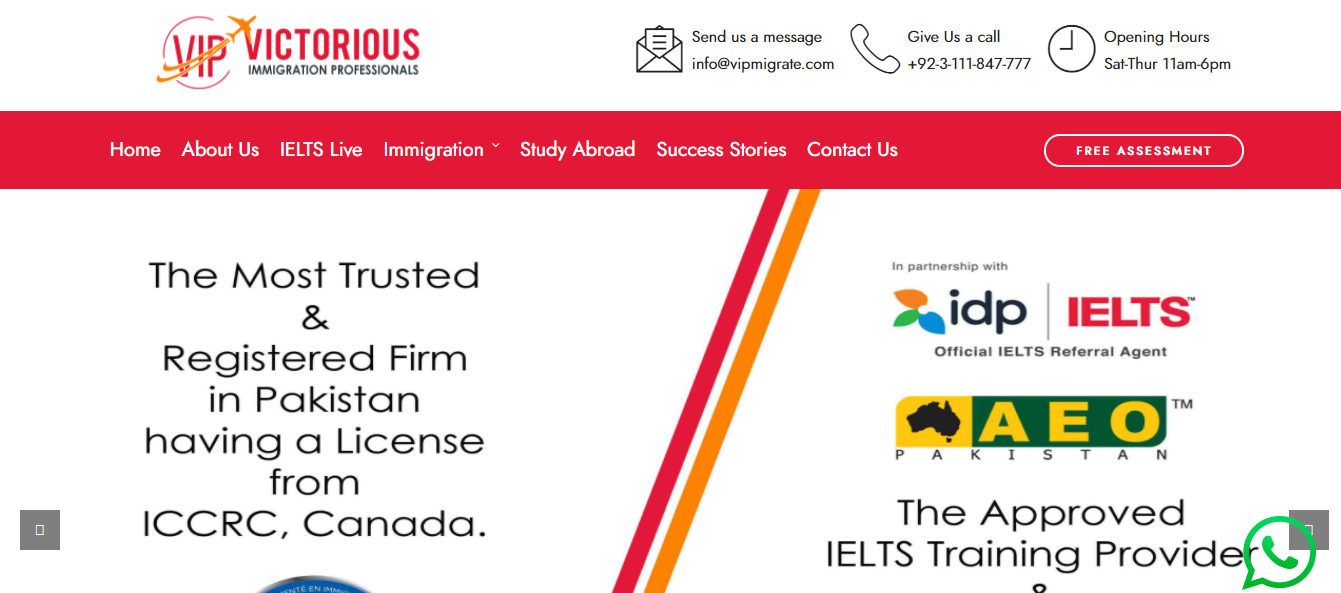 VIP VICTORIOUS
IMMIGRATION PROFESSIONALS
Send us a message
info@vipmigrate.com
Give Us a call
+92-3-111-847-777
Opening Hours
Sat-Thur 11am-6pm
Home About Us IELTS Live Immigration Study Abroad Success Stories Contact Us
FREE ASSESSMENT
The Most Trusted
&
Registered Firm
in Pakistan
having a License
from
ICCRC, Canada.
In partnership with
idp IELTS™
Official IELTS Referral Agent
AEO™
PAKISTAN
The Approved
IELTS Training Provider
&